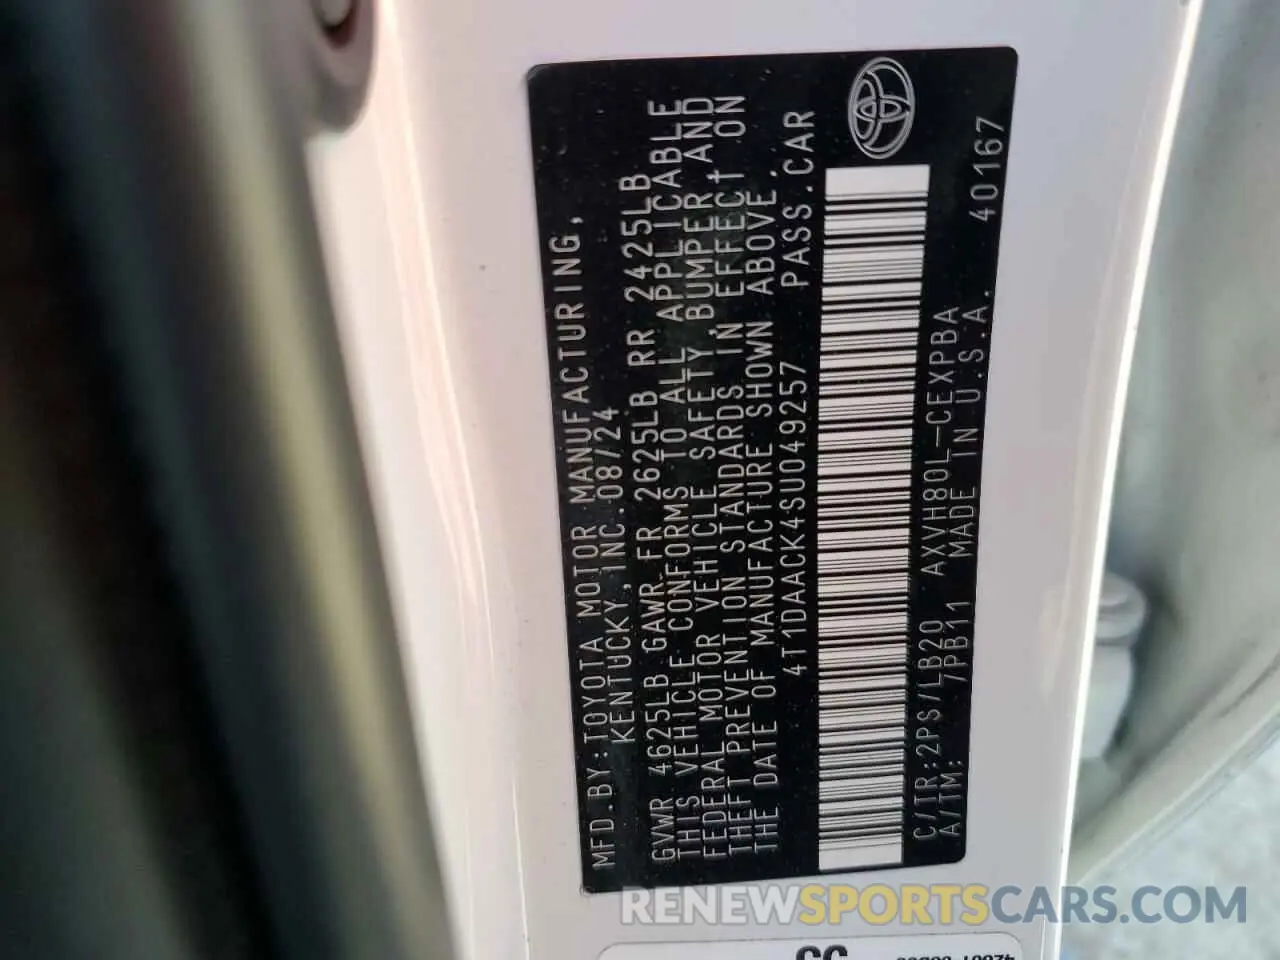 MFD.BY:TOYOTA MOTOR MANUFACTURING,
KENTUCKY, INC.08/24
GVWR 4625LB GAWR FR 2625LB RR 2425LB
THIS VEHICLE CONFORMS TO ALL APPLICABLE
FEDERAL MOTOR VEHICLE SAFETY,BUMPER AND
THEFT PREVENTION STANDARDS IN EFFECT ON
THE DATE OF MANUFACTURE SHOWN ABOVE.
4T1DAACK4SU049257 PASS.CAR
C/TR:2PS7/LB20 AXVH80L-CEXPBA
A/TM: 7PB11 MADE IN U.S.A. 40167
RENEWSPORTSCARS.COM